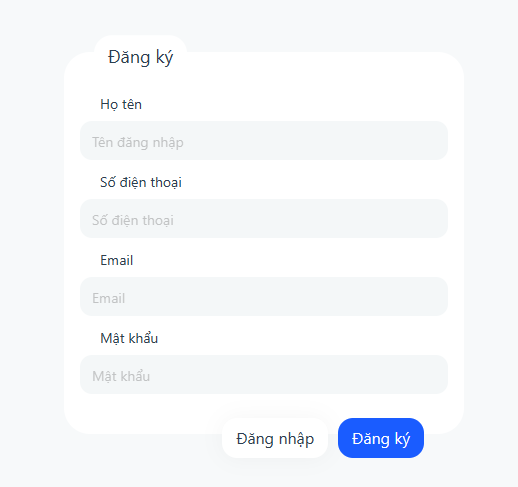 Đăng ký
Họ tên
Tên đăng nhập
Số điện thoại
Số điện thoại
Email
Email
Mật khẩu
Mật khẩu
Đăng nhập Đăng ký